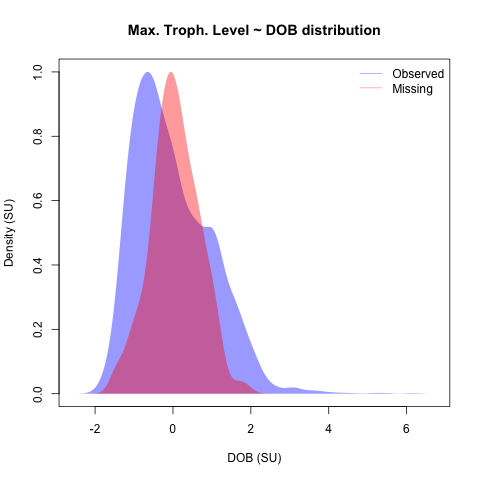 Max. Troph. Level ~ DOB distribution
Observed
Missing
Density (SU)
1.0
0.8
0.6
0.4
0.2
0.0
-2 0 2 4 6
DOB (SU)